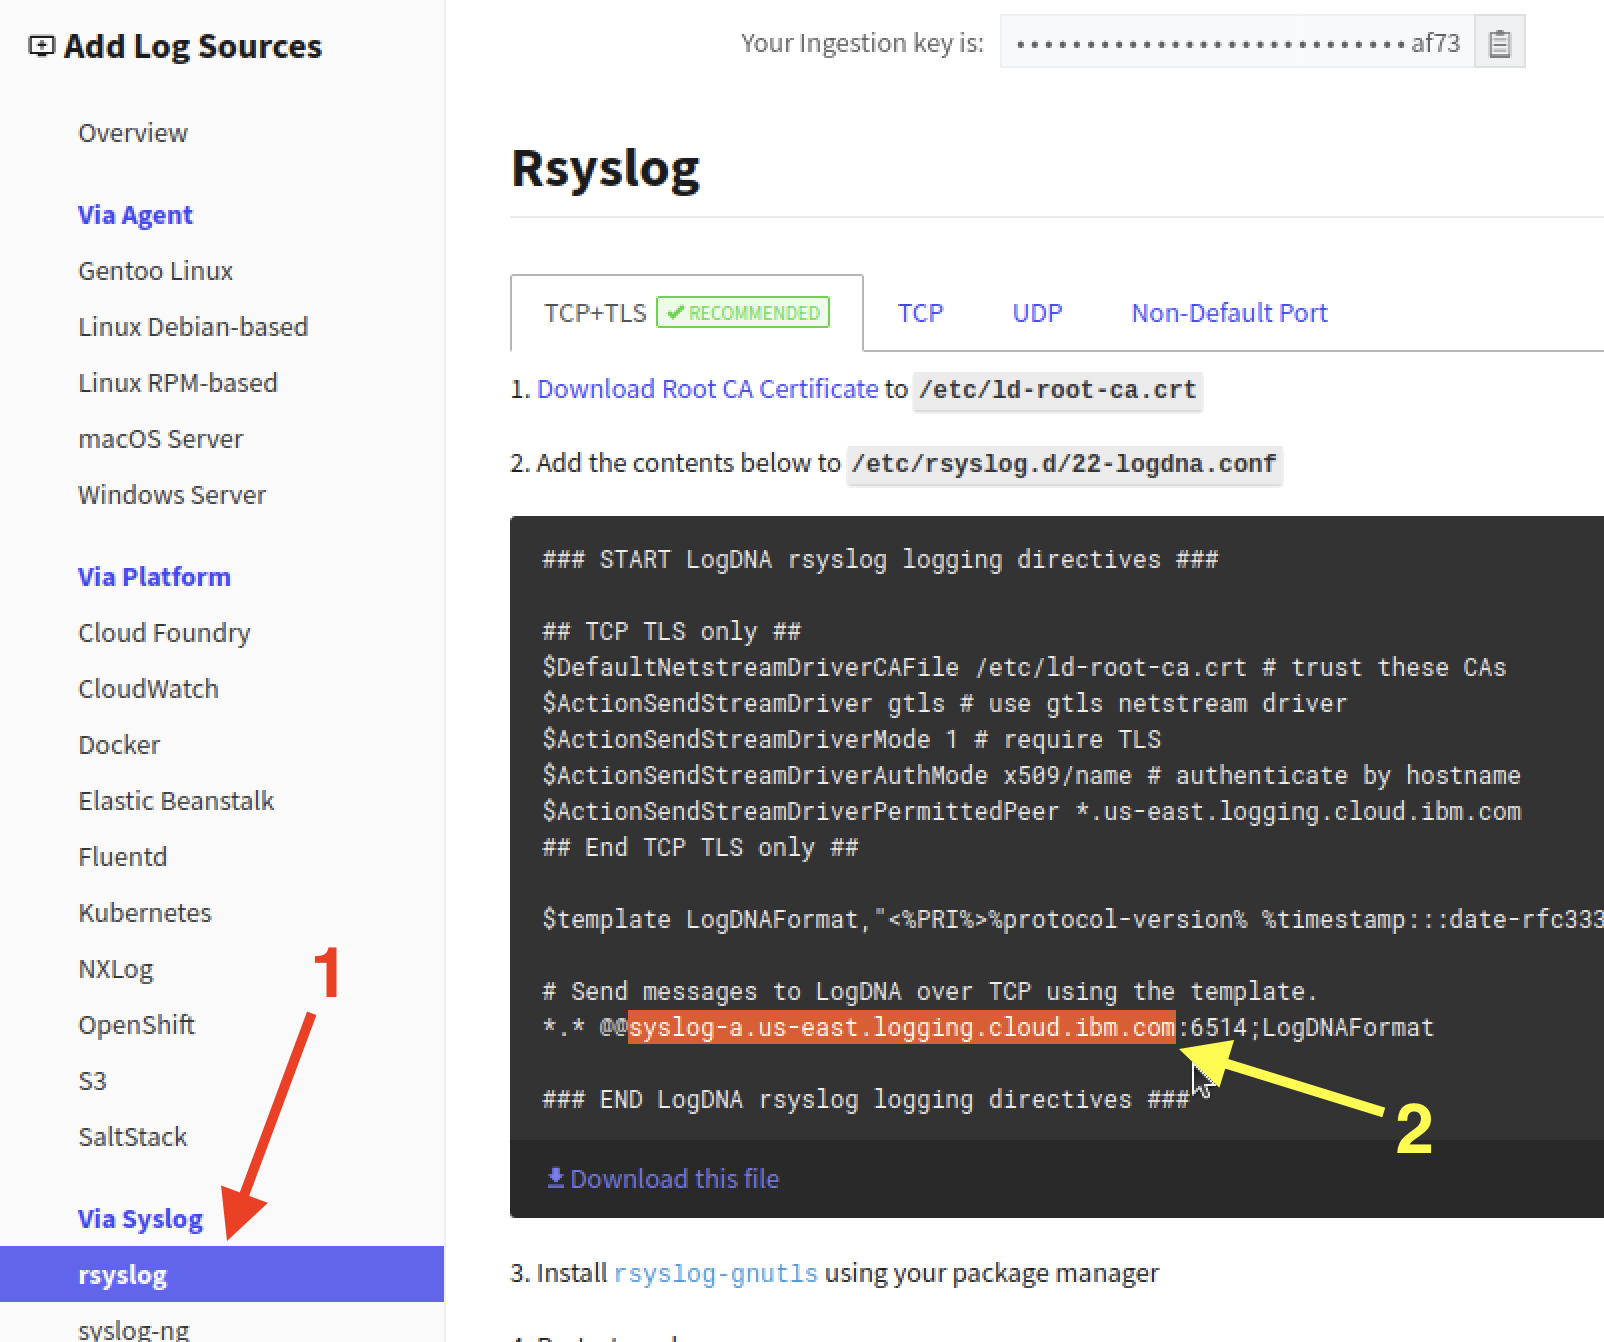 Add Log Sources
Overview
Via Agent
Gentoo Linux
Linux Debian-based
Linux RPM-based
macOS Server
Windows Server
Via Platform
Cloud Foundry
CloudWatch
Docker
Elastic Beanstalk
Fluentd
Kubernetes
NXLog
OpenShift
S3
SaltStack
Via Syslog
rsyslog
syslog-ng
1
Your Ingestion key is: ••••••••••••••••••••••••••••af73
Rsyslog
TCP+TLS ✔ RECOMMENDED TCP UDP Non-Default Port
1. Download Root CA Certificate to /etc/ld-root-ca.crt
2. Add the contents below to /etc/rsyslog.d/22-logdna.conf
### START LogDNA rsyslog logging directives ###
## TCP TLS only ##
$DefaultNetstreamDriverCAFile /etc/ld-root-ca.crt # trust these CAs
$ActionSendStreamDriver gtls # use gtls netstream driver
$ActionSendStreamDriverMode 1 # require TLS
$ActionSendStreamDriverAuthMode x509/name # authenticate by hostname
$ActionSendStreamDriverPermittedPeer *.us-east.logging.cloud.ibm.com
## End TCP TLS only ##
$template LogDNAFormat,"<%PRI%>%protocol-version% %timestamp:::date-rfc333
# Send messages to LogDNA over TCP using the template.
*.* @@syslog-a.us-east.logging.cloud.ibm.com:6514;LogDNAFormat
### END LogDNA rsyslog logging directives ###
2
Download this file
3. Install rsyslog-gnutls using your package manager